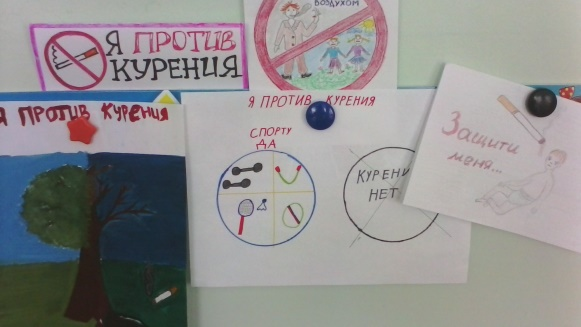 Я ПРОТИВ
КУРЕНИЯ
ВОЗДУХОМ
Я ПРОТИВ КУРЕНИЯ
Я ПРОТИВ КУРЕНИЯ
СПОРТУ
ДА
КУРЕНИ
НЕТ
Защити
меня...